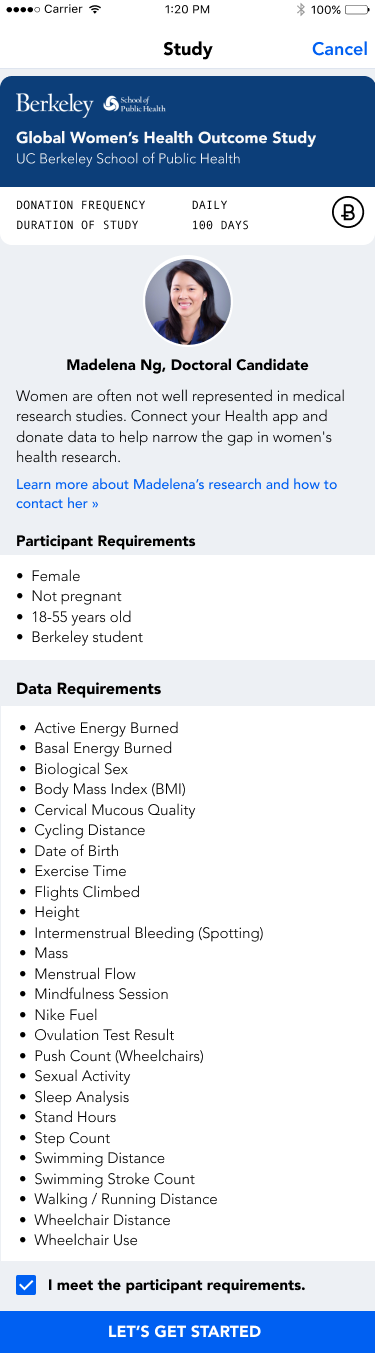 Carrier 1:20 PM 100%
Study Cancel
Berkeley School of
Public Health
Global Women's Health Outcome Study
UC Berkeley School of Public Health
DONATION FREQUENCY DAILY
DURATION OF STUDY 100 DAYS
Madelena Ng, Doctoral Candidate
Women are often not well represented in medical
research studies. Connect your Health app and
donate data to help narrow the gap in women's
health research.
Learn more about Madelena's research and how to
contact her »
Participant Requirements
• Female
• Not pregnant
• 18-55 years old
• Berkeley student
Data Requirements
• Active Energy Burned
• Basal Energy Burned
• Biological Sex
• Body Mass Index (BMI)
• Cervical Mucous Quality
• Cycling Distance
• Date of Birth
• Exercise Time
• Flights Climbed
• Height
• Intermenstrual Bleeding (Spotting)
• Mass
• Menstrual Flow
• Mindfulness Session
• Nike Fuel
• Ovulation Test Result
• Push Count (Wheelchairs)
• Sexual Activity
• Sleep Analysis
• Stand Hours
• Step Count
• Swimming Distance
• Swimming Stroke Count
• Walking / Running Distance
• Wheelchair Distance
• Wheelchair Use
I meet the participant requirements.
LET'S GET STARTED